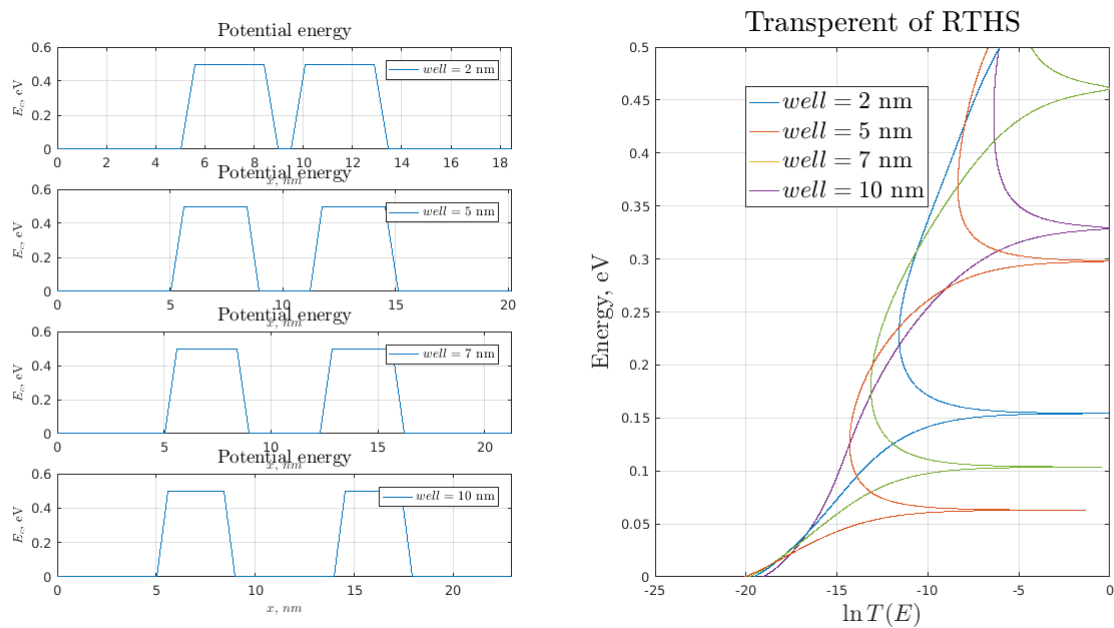 Potential energy
0.6
0.4
0.2
0
E_c, eV
well = 2 nm
0 2 4 6 8 10 12 14 16 18
x, nm
Potential energy
0.6
0.4
0.2
0
E_c, eV
well = 5 nm
0 5 10 15 20
x, nm
Potential energy
0.6
0.4
0.2
0
E_c, eV
well = 7 nm
0 5 10 15 20
x, nm
Potential energy
0.6
0.4
0.2
0
E_c, eV
well = 10 nm
0 5 10 15 20
x, nm
Transperent of RTHS
0.5
0.45
0.4
0.35
0.3
0.25
0.2
0.15
0.1
0.05
0
Energy, eV
well = 2 nm
well = 5 nm
well = 7 nm
well = 10 nm
-25 -20 -15 -10 -5 0
ln T(E)